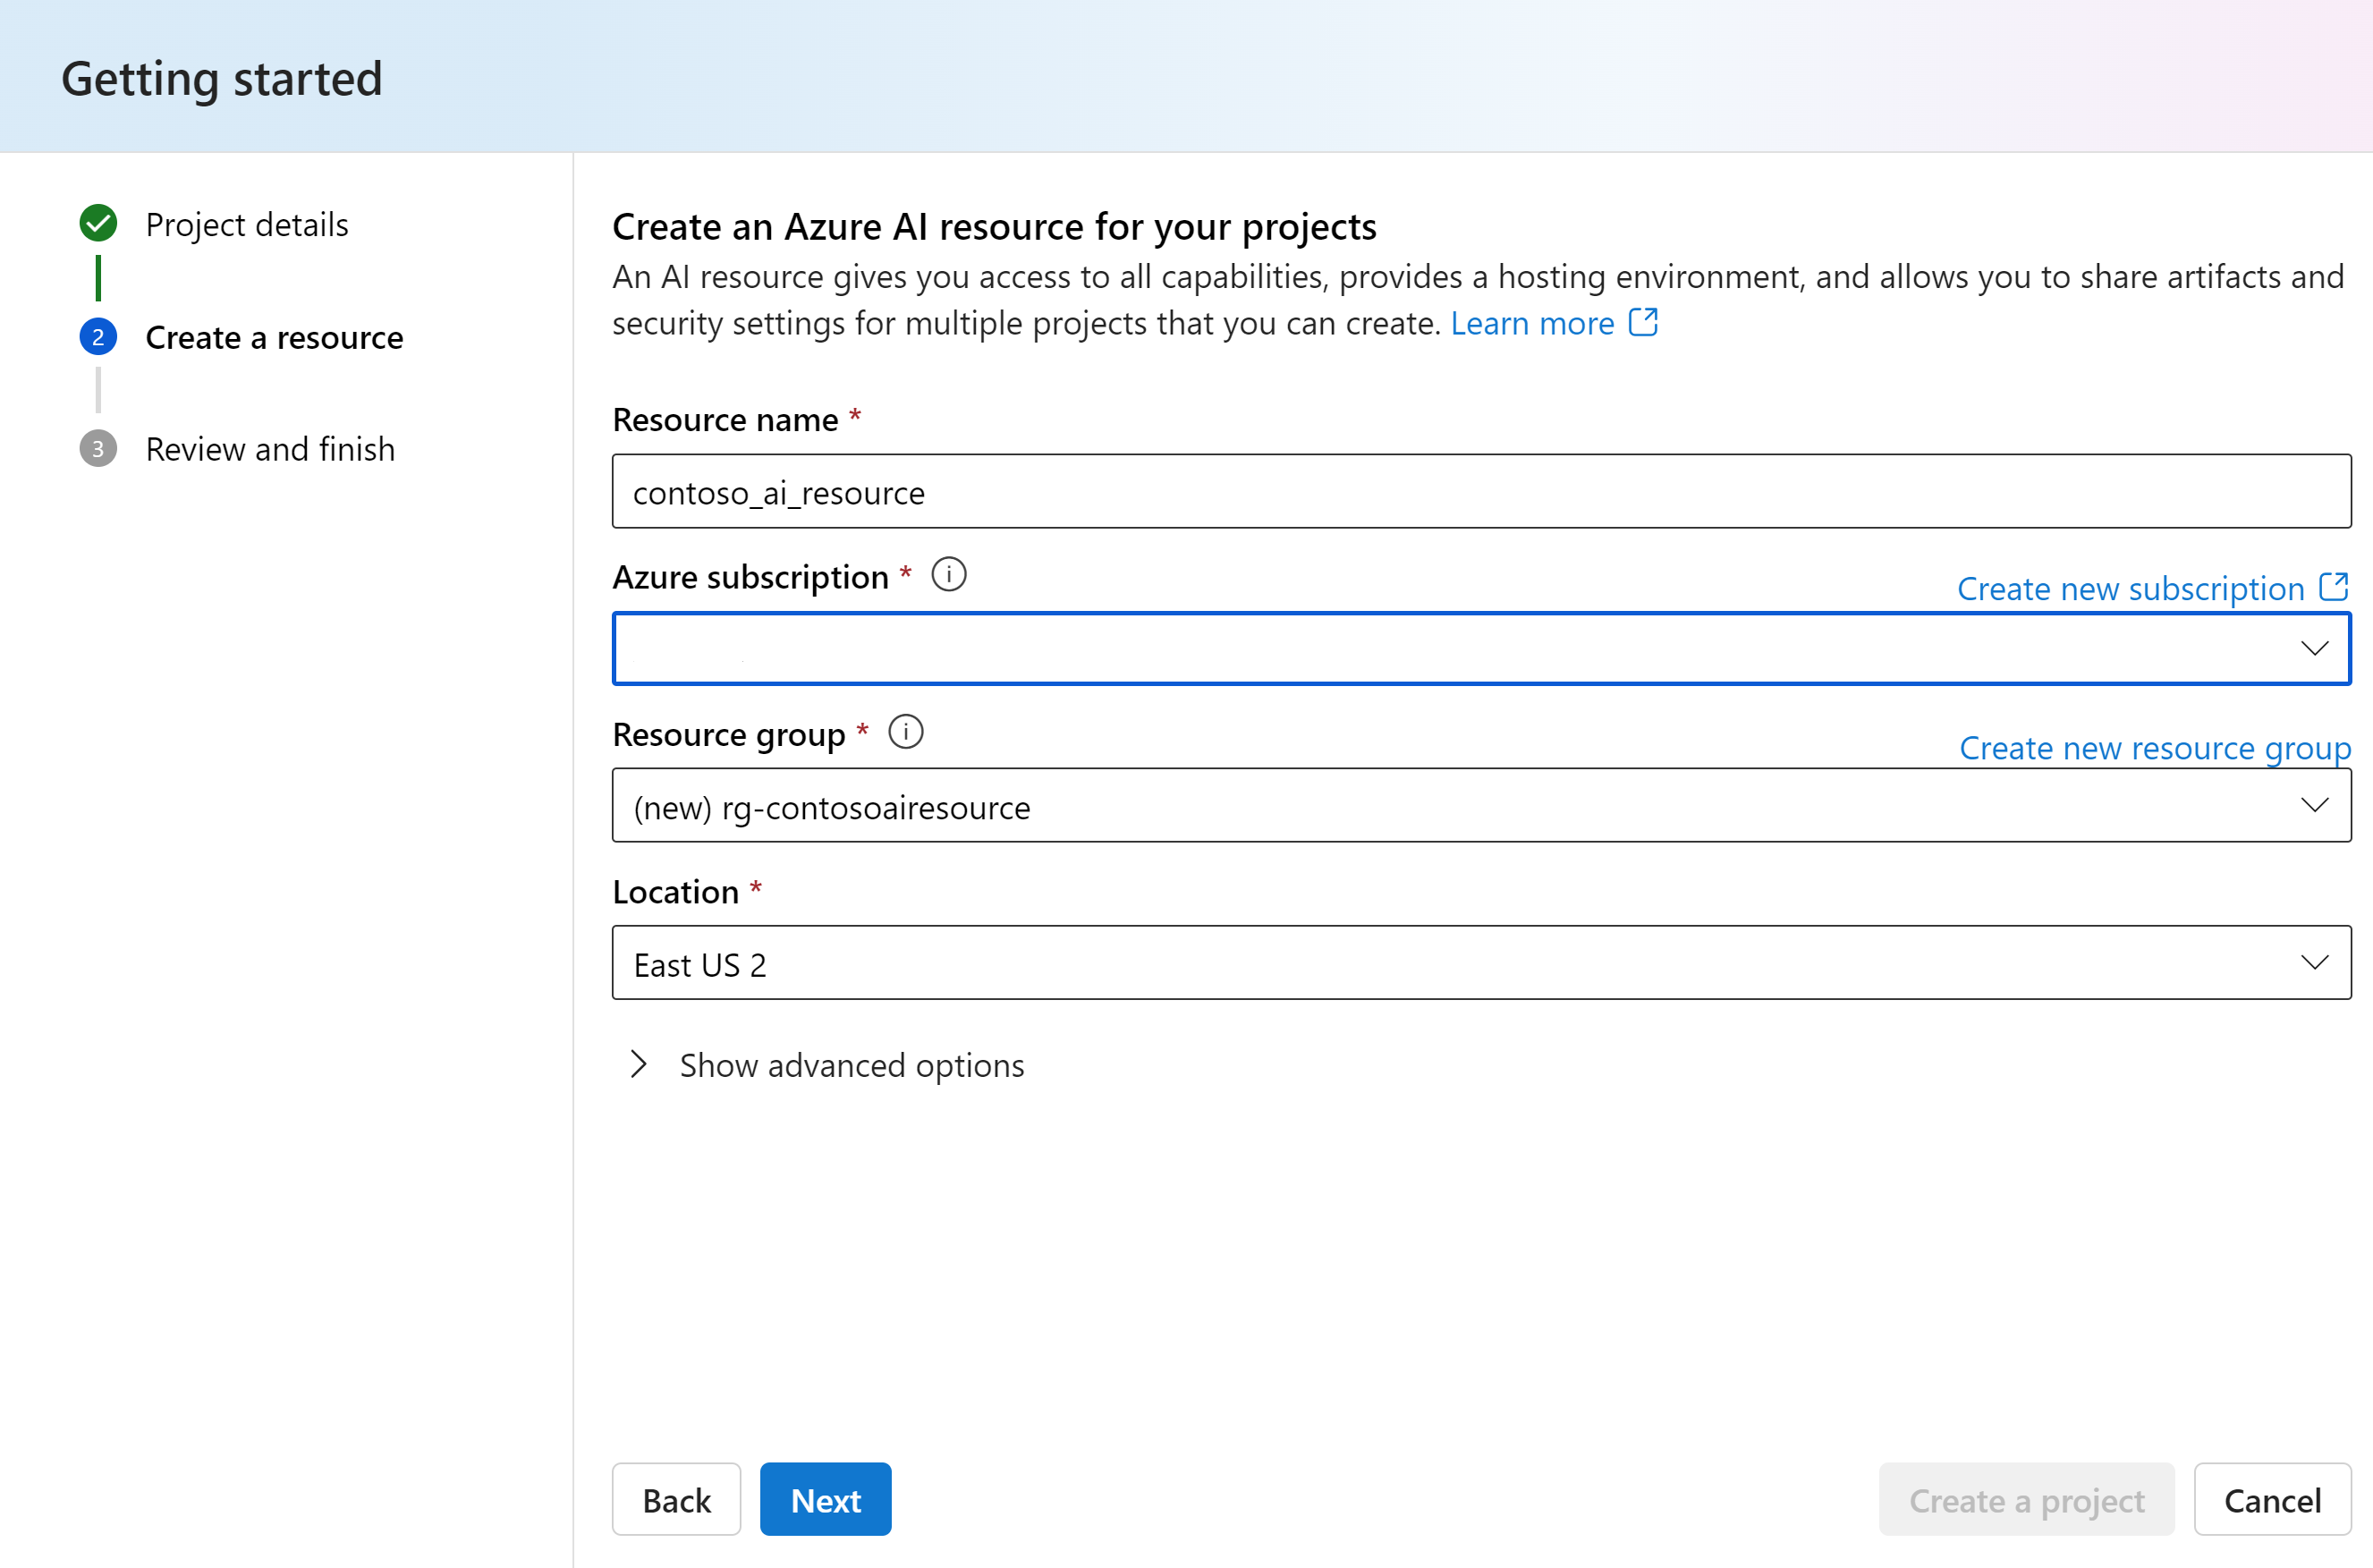 Getting started
Project details
2
Create a resource
3
Review and finish
Create an Azure AI resource for your projects
An AI resource gives you access to all capabilities, provides a hosting environment, and allows you to share artifacts and
security settings for multiple projects that you can create. Learn more
Resource name *
contoso_ai_resource
Azure subscription *
Create new subscription
Resource group *
Create new resource group
(new) rg-contosoairesource
Location *
East US 2
Show advanced options
Back
Next
Create a project
Cancel